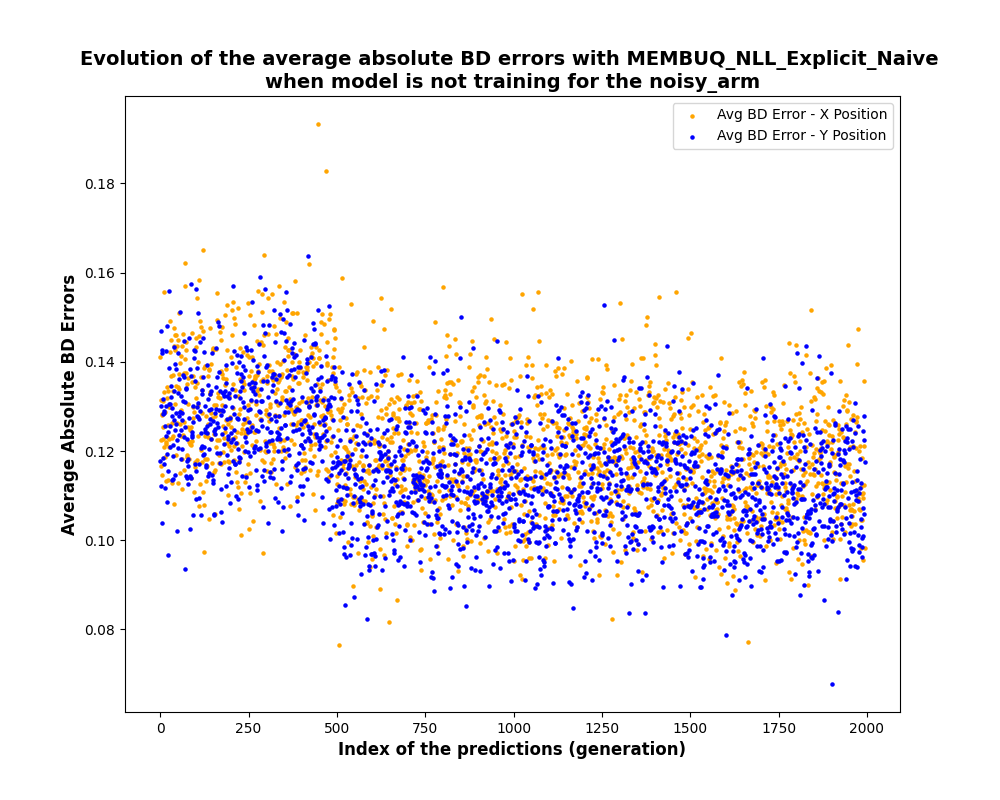 Evolution of the average absolute BD errors with MEMBUQ_NLL_Explicit_Naive
when model is not training for the noisy_arm
Avg BD Error - X Position
Avg BD Error - Y Position
Average Absolute BD Errors
0.18
0.16
0.14
0.12
0.10
0.08
0 250 500 750 1000 1250 1500 1750 2000
Index of the predictions (generation)